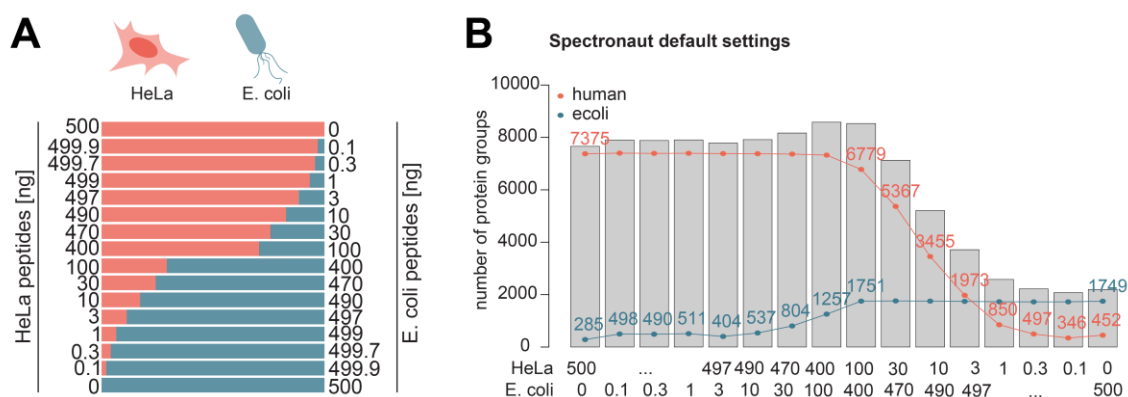 A
HeLa
E. coli
HeLa peptides [ng]
E. coli peptides [ng]
500 0
499.9 0.1
499.7 0.3
499 1
497 3
490 10
470 30
400 100
100 400
30 470
10 490
3 497
1 499
0.3 499.7
0.1 499.9
0 500
B
Spectronaut default settings
number of protein groups
10000
8000
6000
4000
2000
0
human
ecoli
7375 6779 5367 3455 1973 850 497 346 452
285 498 490 511 404 537 804 1257 1751 1749
HeLa 500 ... 497 490 470 400 100 30 10 3 1 0.3 0.1 0
E. coli 0 0.1 0.3 1 3 10 30 100 400 470 490 497 ... 500